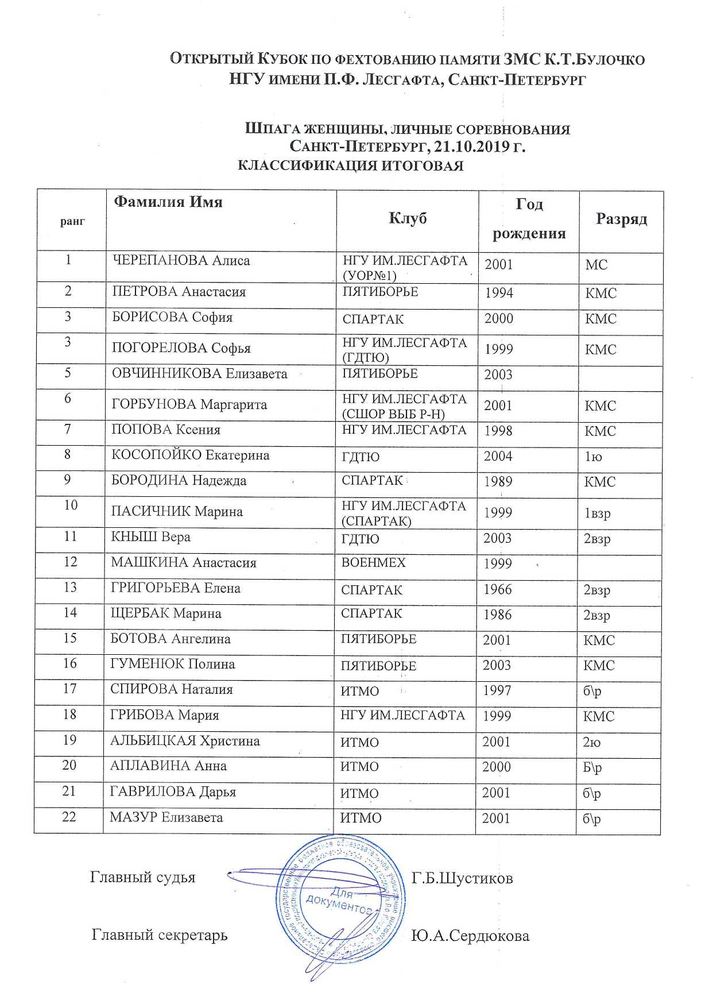 ОТКРЫТЫЙ КУБОК ПО ФЕХТОВАНИЮ ПАМЯТИ ЗМС К.Т.БУЛОЧКО
НГУ ИМЕНИ П.Ф. ЛЕСГАФТА, САНКТ-ПЕТЕРБУРГ
ШПАГА ЖЕНЩИНЫ, ЛИЧНЫЕ СОРЕВНОВАНИЯ
САНКТ-ПЕТЕРБУРГ, 21.10.2019 Г.
КЛАССИФИКАЦИЯ ИТОГОВАЯ
ранг Фамилия Имя Клуб Год рождения Разряд
1 ЧЕРЕПАНОВА Алиса НГУ ИМ.ЛЕСГАФТА (УОР№1) 2001 МС
2 ПЕТРОВА Анастасия ПЯТИБОРЬЕ 1994 КМС
3 БОРИСОВА София СПАРТАК 2000 КМС
3 ПОГОРЕЛОВА Софья НГУ ИМ.ЛЕСГАФТА (ГДТЮ) 1999 КМС
5 ОВЧИННИКОВА Елизавета ПЯТИБОРЬЕ 2003
6 ГОРБУНОВА Маргарита НГУ ИМ.ЛЕСГАФТА (СШОР ВЫБ Р-Н) 2001 КМС
7 ПОПОВА Ксения НГУ ИМ.ЛЕСГАФТА 1998 КМС
8 КОСОПОЙКО Екатерина ГДТЮ 2004 1ю
9 БОРОДИНА Надежда СПАРТАК 1989 КМС
10 ПАСИЧНИК Марина НГУ ИМ.ЛЕСГАФТА (СПАРТАК) 1999 1взр
11 КНЫШ Вера ГДТЮ 2003 2взр
12 МАШКИНА Анастасия ВОЕНМЕХ 1999
13 ГРИГОРЬЕВА Елена СПАРТАК 1966 2взр
14 ЩЕРБАК Марина СПАРТАК 1986 2взр
15 БОТОВА Ангелина ПЯТИБОРЬЕ 2001 КМС
16 ГУМЕНЮК Полина ПЯТИБОРЬЕ 2003 КМС
17 СПИРОВА Наталия ИТМО 1997 б\р
18 ГРИБОВА Мария НГУ ИМ.ЛЕСГАФТА 1999 КМС
19 АЛЬБИЦКАЯ Христина ИТМО 2001 2ю
20 АПЛАВИНА Анна ИТМО 2000 Б\р
21 ГАВРИЛОВА Дарья ИТМО 2001 б\р
22 МАЗУР Елизавета ИТМО 2001 б\р
Главный судья Г.Б.Шустиков
государственное бюджетное образовательное учреждение высшего
Для
документов
Главный секретарь Ю.А.Сердюкова